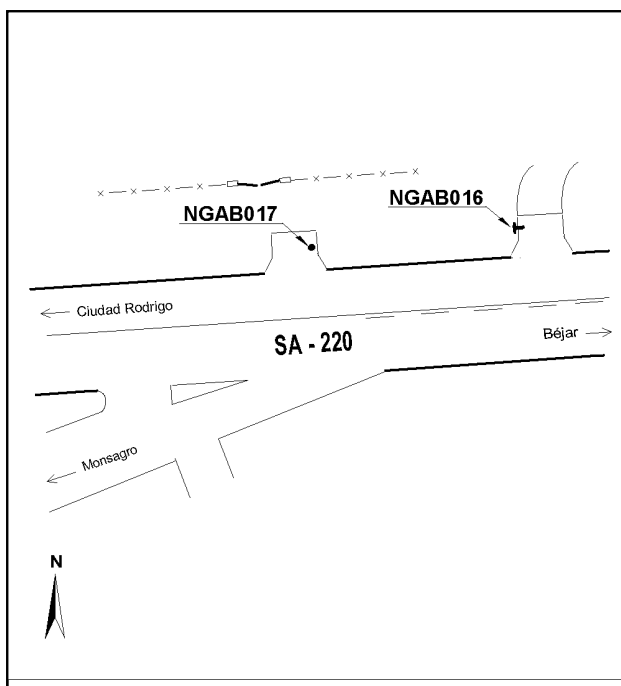 NGAB017
NGAB016
Ciudad Rodrigo
SA - 220
Béjar
Monsagro
N